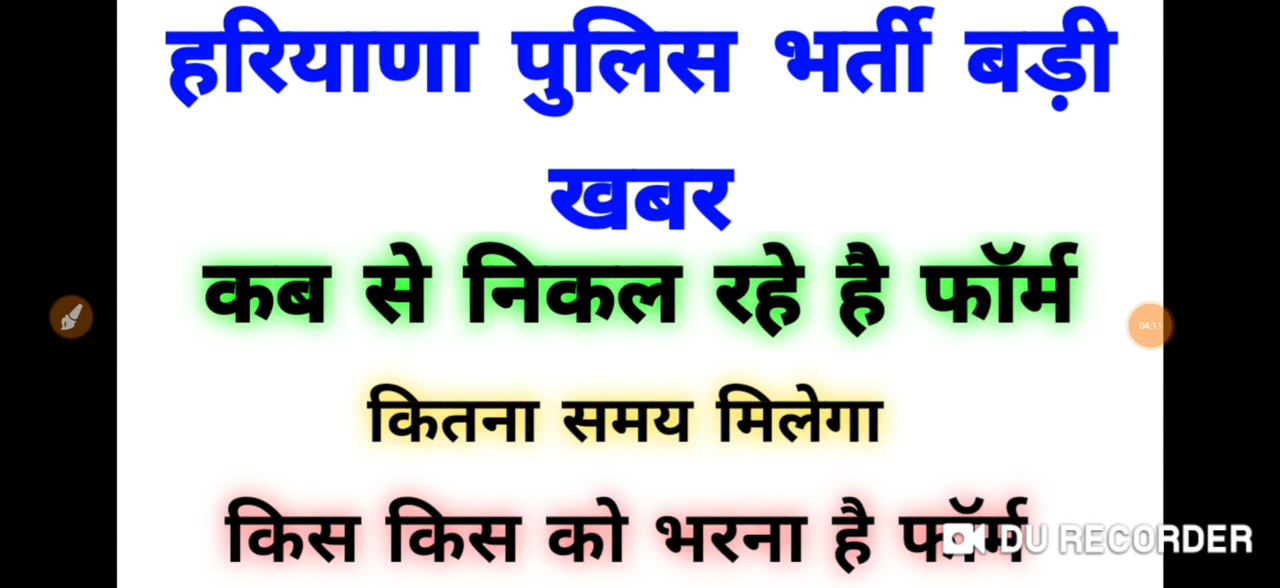 हरियाणा पुलिस भर्ती बड़ी
खबर
कब से निकल रहे है फॉर्म
04:11
कितना समय मिलेगा
किस किस को भरना है फॉर्म
DU RECORDER